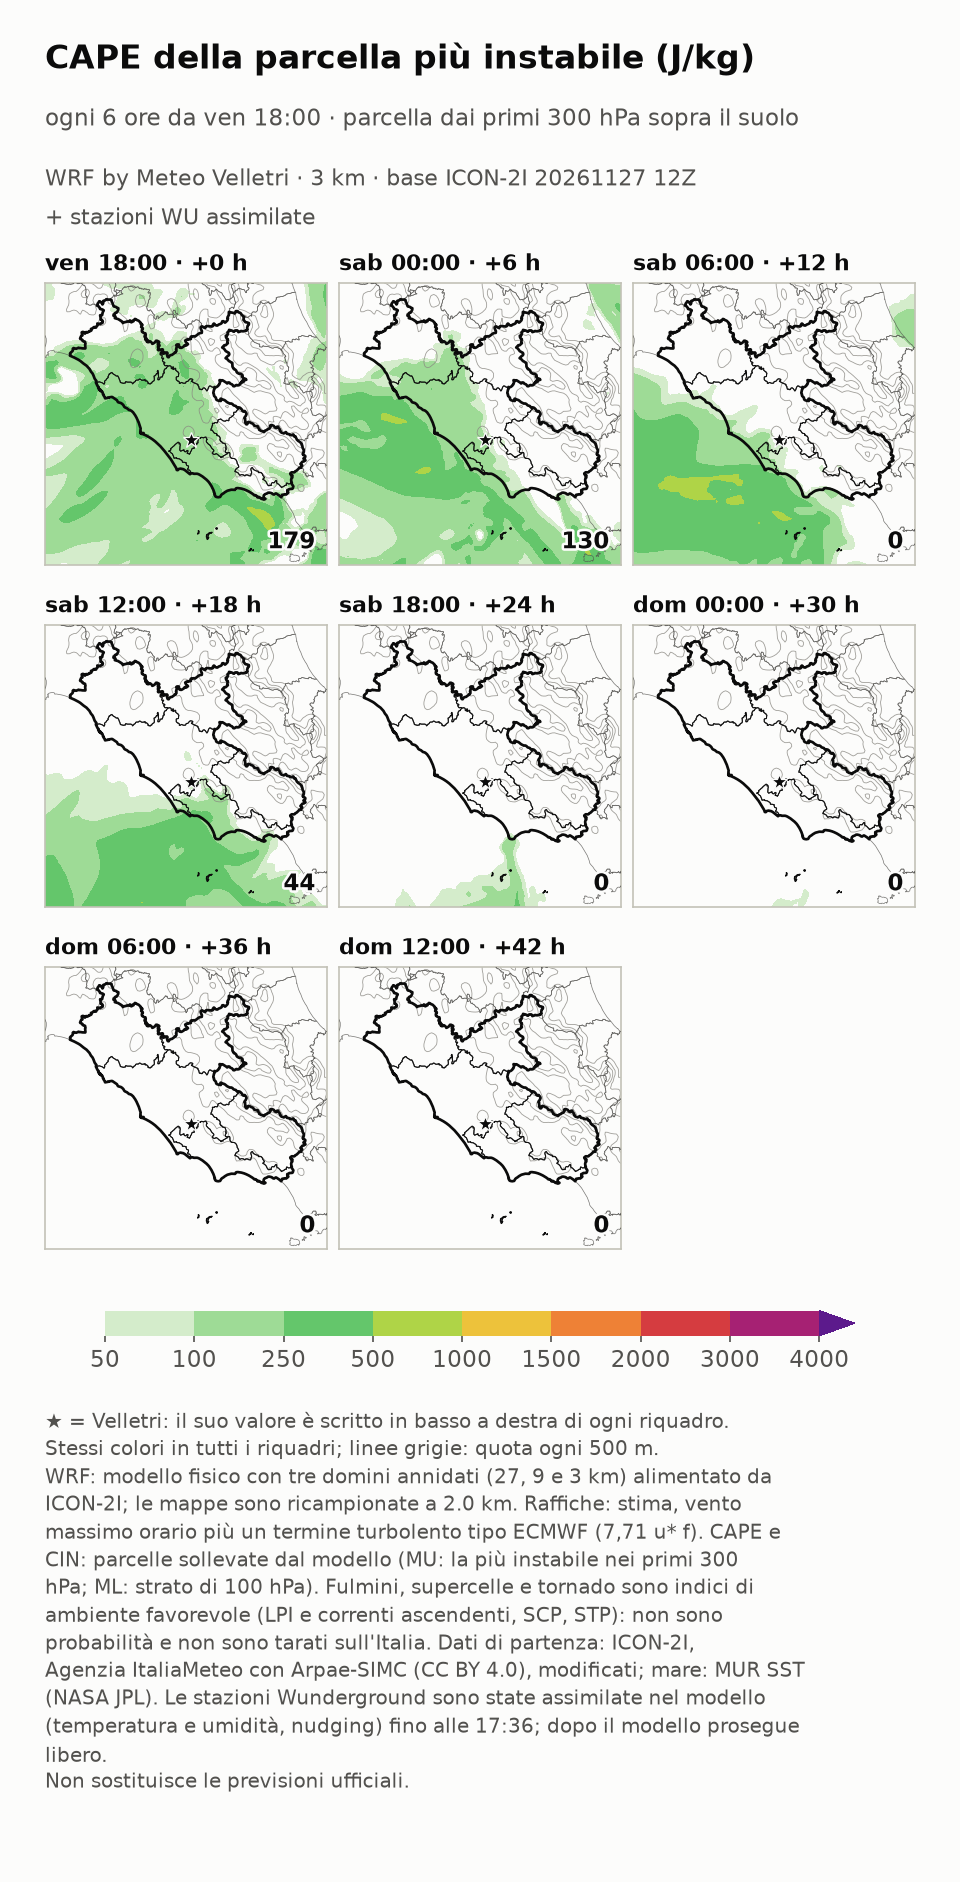 CAPE della parcella più instabile (J/kg)
ogni 6 ore da ven 18:00 · parcella dai primi 300 hPa sopra il suolo
WRF by Meteo Velletri · 3 km · base ICON-2I 20261127 12Z
+ stazioni WU assimilate
ven 18:00 · +0 h
179
sab 00:00 · +6 h
130
sab 06:00 · +12 h
0
sab 12:00 · +18 h
44
sab 18:00 · +24 h
0
dom 00:00 · +30 h
0
dom 06:00 · +36 h
0
dom 12:00 · +42 h
0
50 100 250 500 1000 1500 2000 3000 4000
★ = Velletri: il suo valore è scritto in basso a destra di ogni riquadro.
Stessi colori in tutti i riquadri; linee grigie: quota ogni 500 m.
WRF: modello fisico con tre domini annidati (27, 9 e 3 km) alimentato da
ICON-2I; le mappe sono ricampionate a 2.0 km. Raffiche: stima, vento
massimo orario più un termine turbolento tipo ECMWF (7,71 u* f). CAPE e
CIN: parcelle sollevate dal modello (MU: la più instabile nei primi 300
hPa; ML: strato di 100 hPa). Fulmini, supercelle e tornado sono indici di
ambiente favorevole (LPI e correnti ascendenti, SCP, STP): non sono
probabilità e non sono tarati sull'Italia. Dati di partenza: ICON-2I,
Agenzia ItaliaMeteo con Arpae-SIMC (CC BY 4.0), modificati; mare: MUR SST
(NASA JPL). Le stazioni Wunderground sono state assimilate nel modello
(temperatura e umidità, nudging) fino alle 17:36; dopo il modello prosegue
libero.
Non sostituisce le previsioni ufficiali.